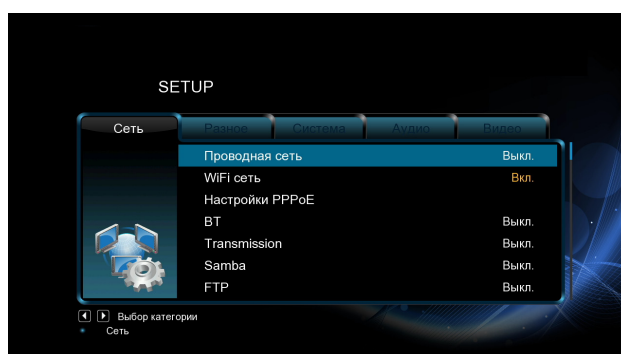 SETUP
Сеть Разное Система Аудио Видео
Проводная сеть Выкл.
WiFi сеть Вкл.
Настройки PPPoE
BT Выкл.
Transmission Выкл.
Samba Выкл.
FTP Выкл.
Выбор категории
Сеть